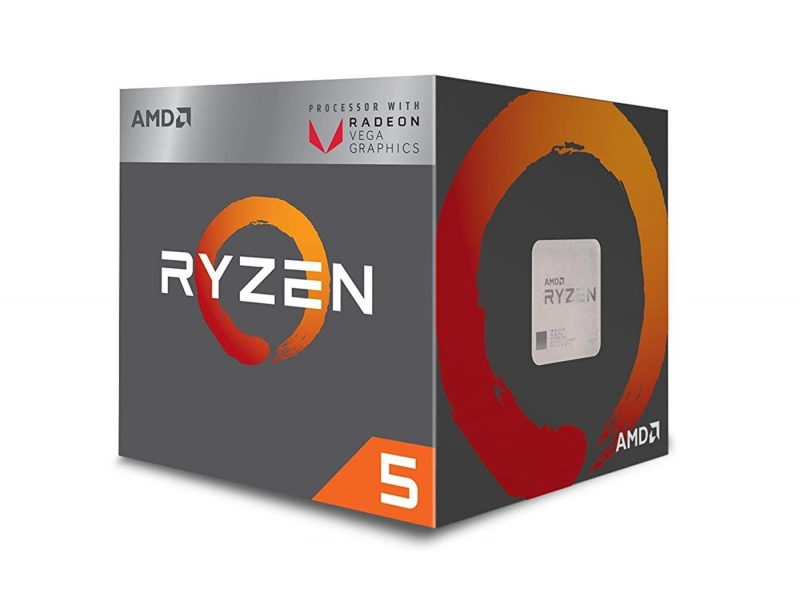 AMD
PROCESSOR WITH
RADEON
VEGA
GRAPHICS
RYZEN
5
AMD
RYZEN
AMD